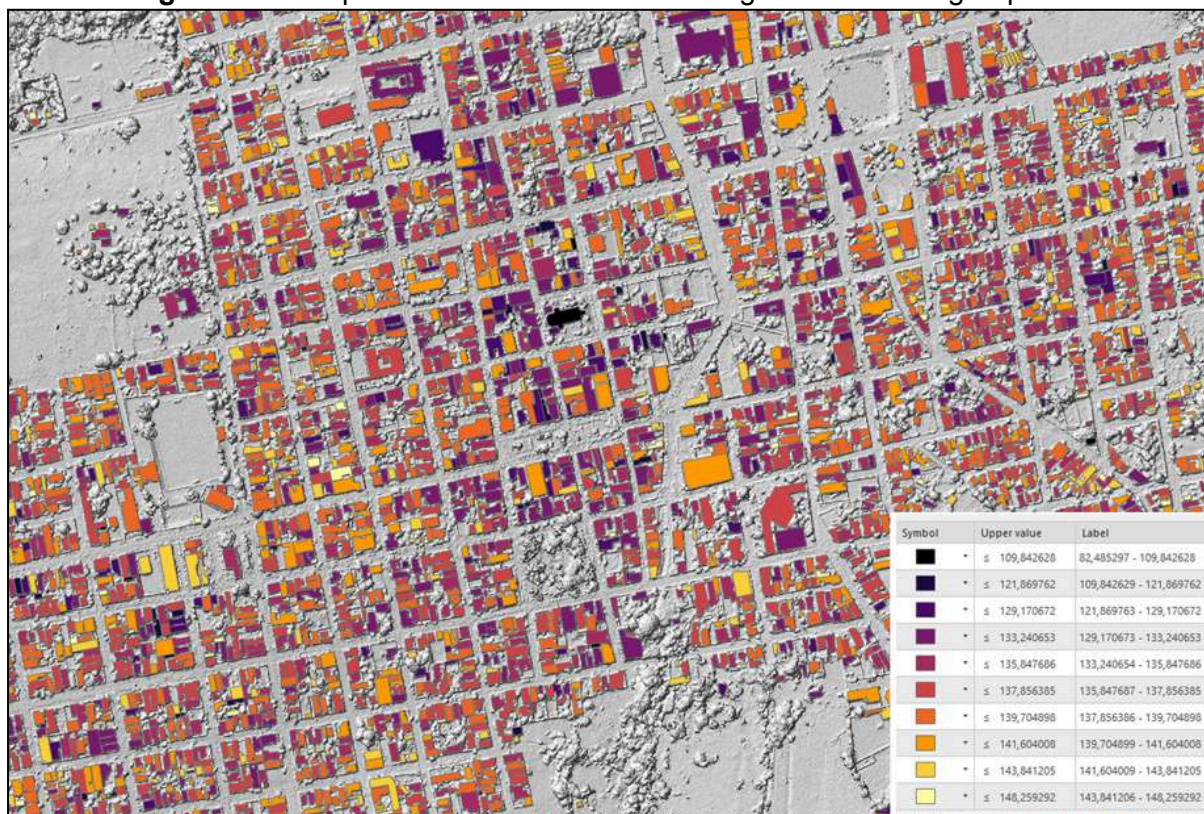 Symbol Upper value Label
≤ 109,842628 82,485297 - 109,842628
≤ 121,869762 109,842629 - 121,869762
≤ 129,170672 121,869763 - 129,170672
≤ 133,240653 129,170673 - 133,240653
≤ 135,847686 133,240654 - 135,847686
≤ 137,856385 135,847687 - 137,856385
≤ 139,704898 137,856386 - 139,704898
≤ 141,604008 139,704899 - 141,604008
≤ 143,841205 141,604009 - 143,841205
≤ 148,259292 143,841206 - 148,259292